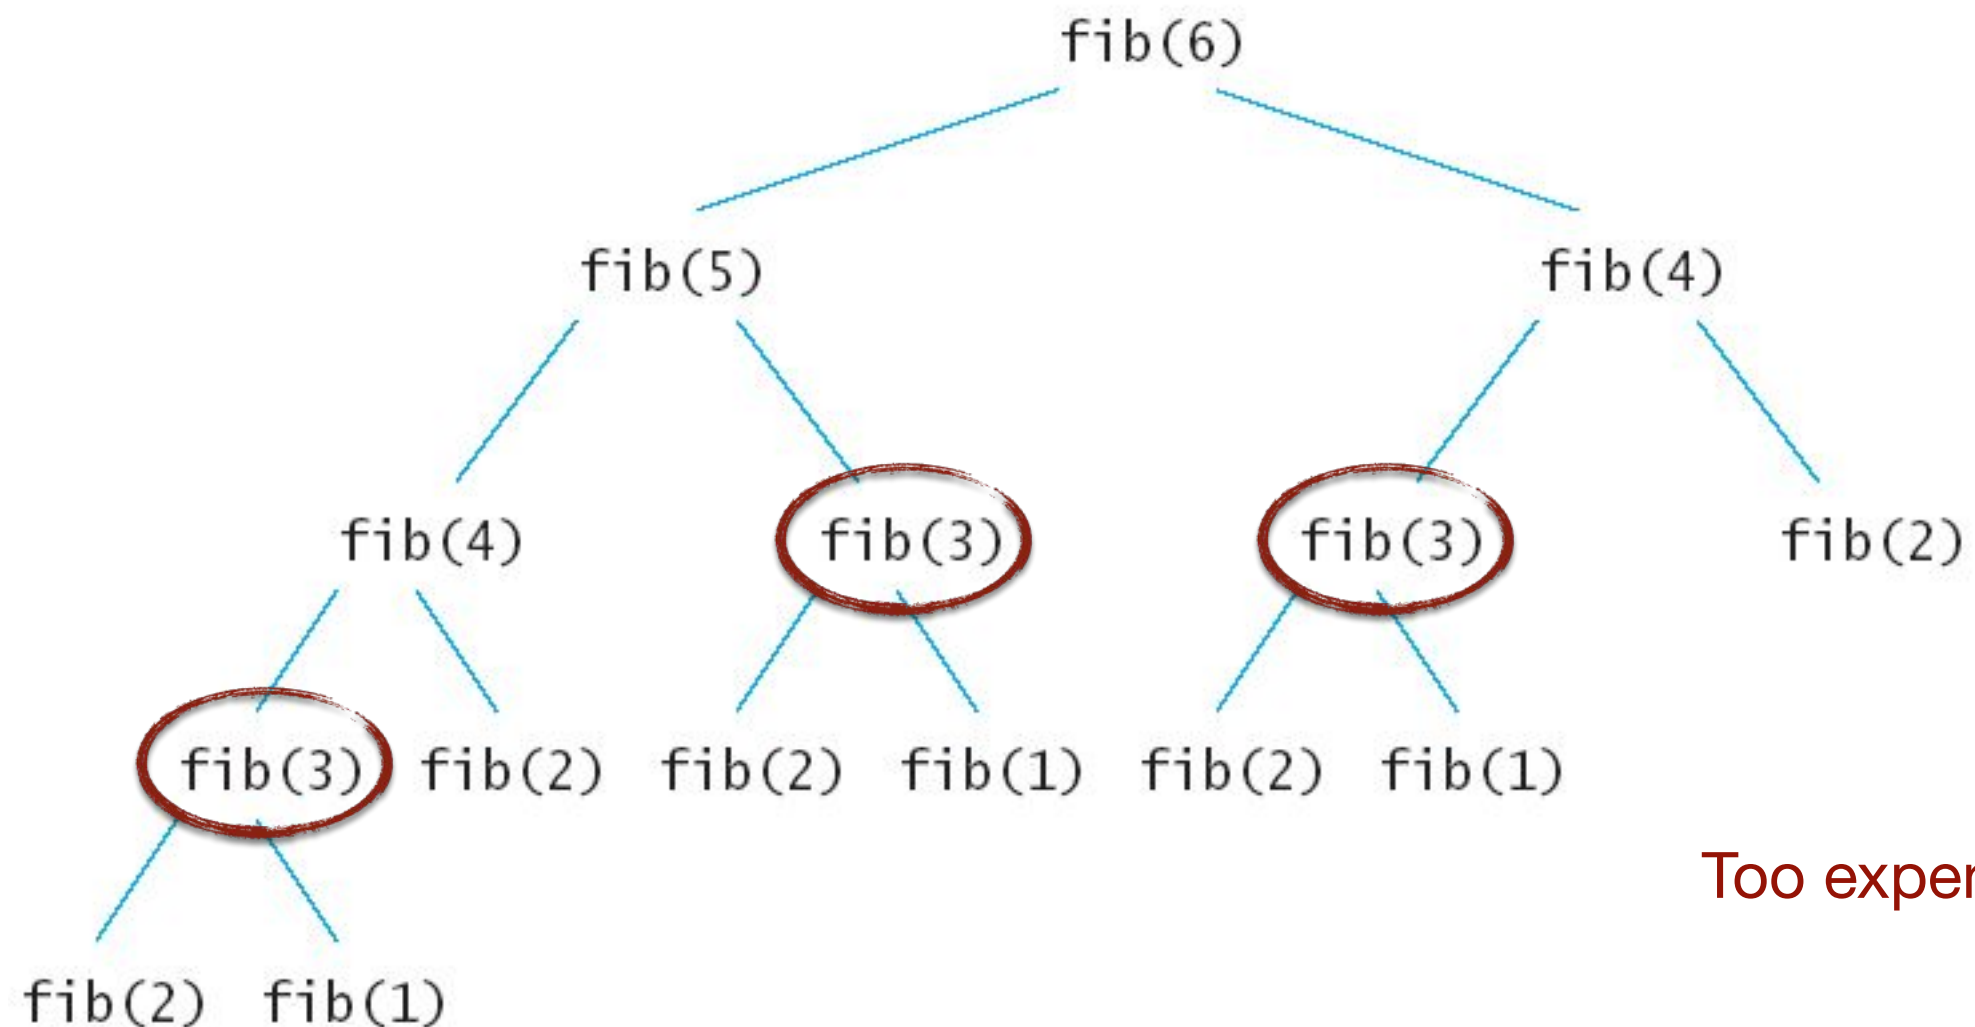 fib(6)
fib(5) fib(4)
fib(4) fib(3) fib(3) fib(2)
fib(3) fib(2) fib(2) fib(1) fib(2) fib(1)
Too
fib(2) fib(1)